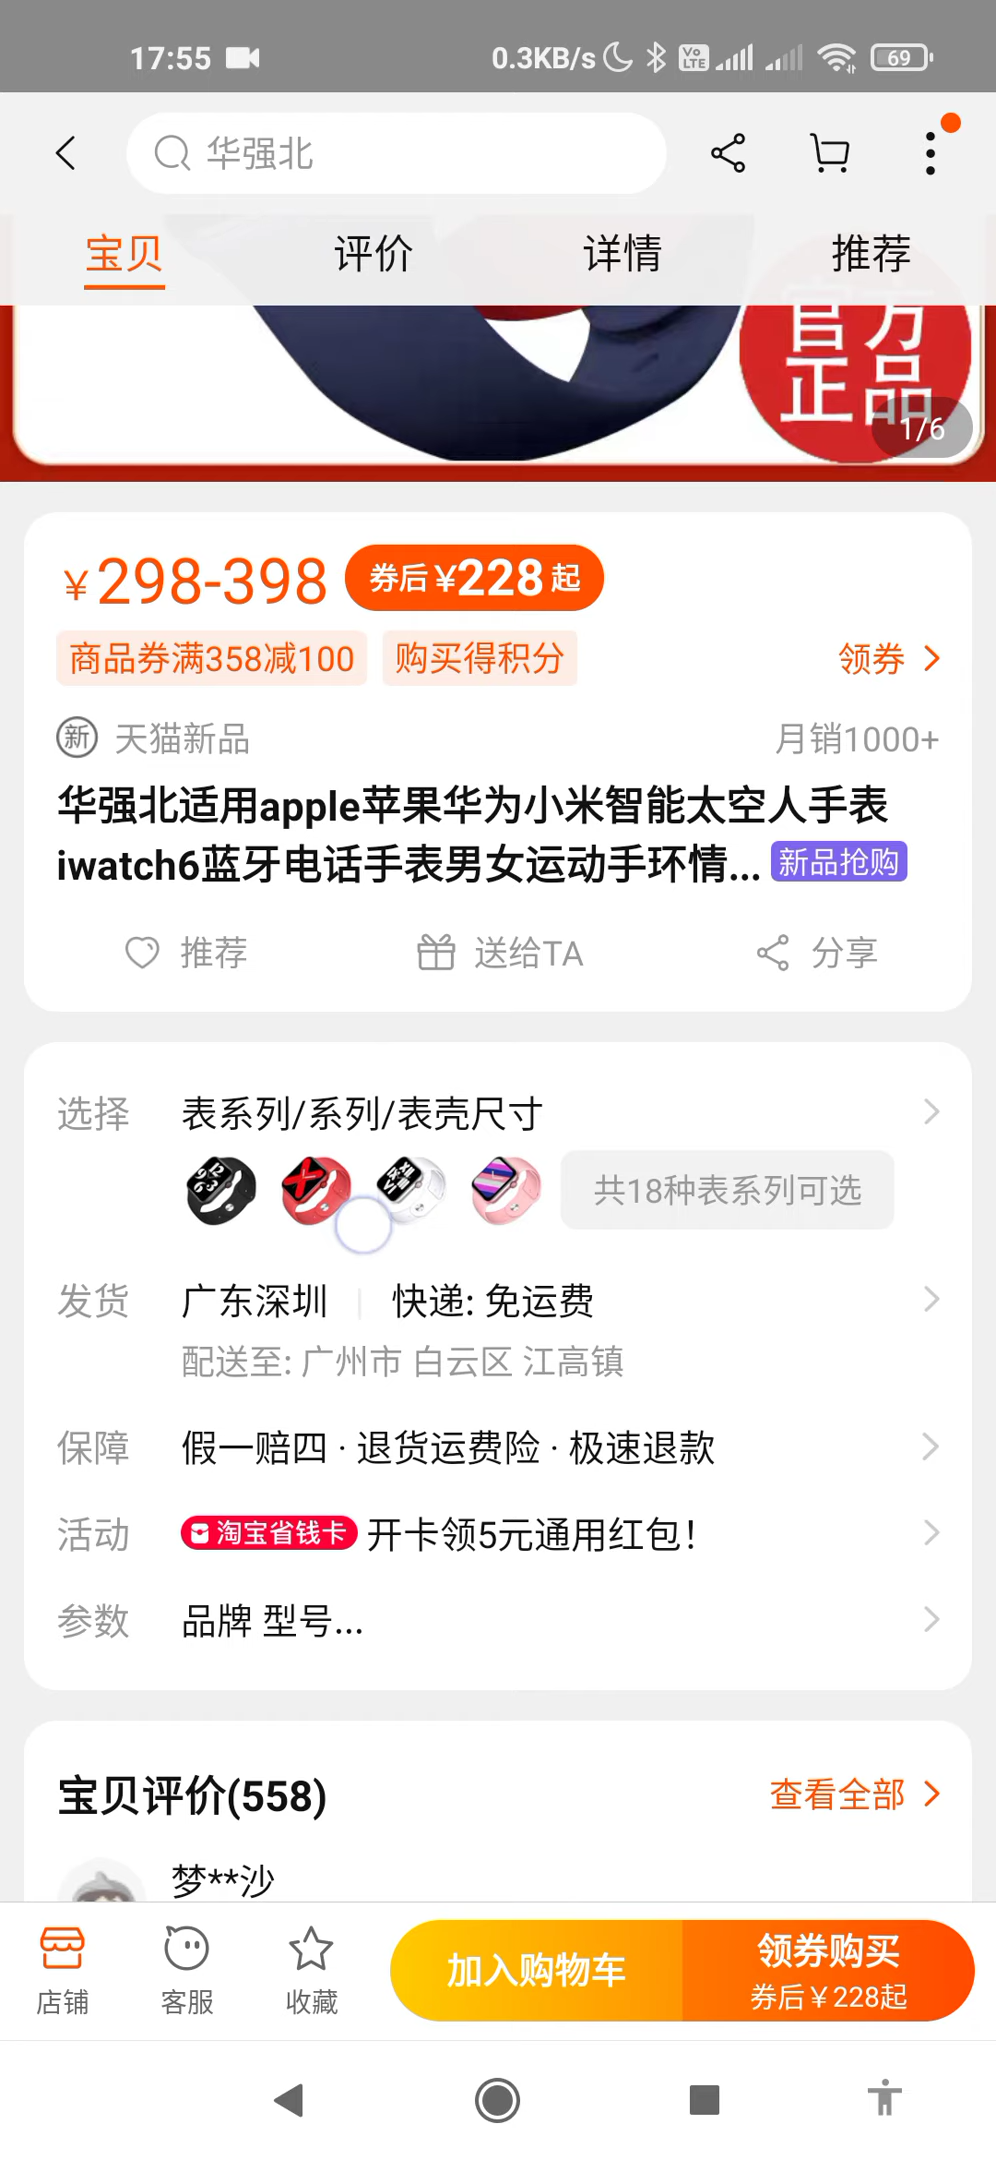 17:55 0.3KB/s Vo LTE 69
华强北
宝贝 评价 详情 推荐
官方
正品
1/6
¥298-398 券后¥228起
商品券满358减100 购买得积分 领券
新 天猫新品 月销1000+
华强北适用apple苹果华为小米智能太空人手表
iwatch6蓝牙电话手表男女运动手环情... 新品抢购
推荐 送给TA 分享
选择 表系列/系列/表壳尺寸
共18种表系列可选
发货 广东深圳 快递: 免运费
配送至: 广州市 白云区 江高镇
保障 假一赔四 · 退货运费险 · 极速退款
活动 淘宝省钱卡 开卡领5元通用红包!
参数 品牌 型号...
宝贝评价(558) 查看全部
梦**沙
店铺 客服 收藏 加入购物车 领券购买
券后¥228起